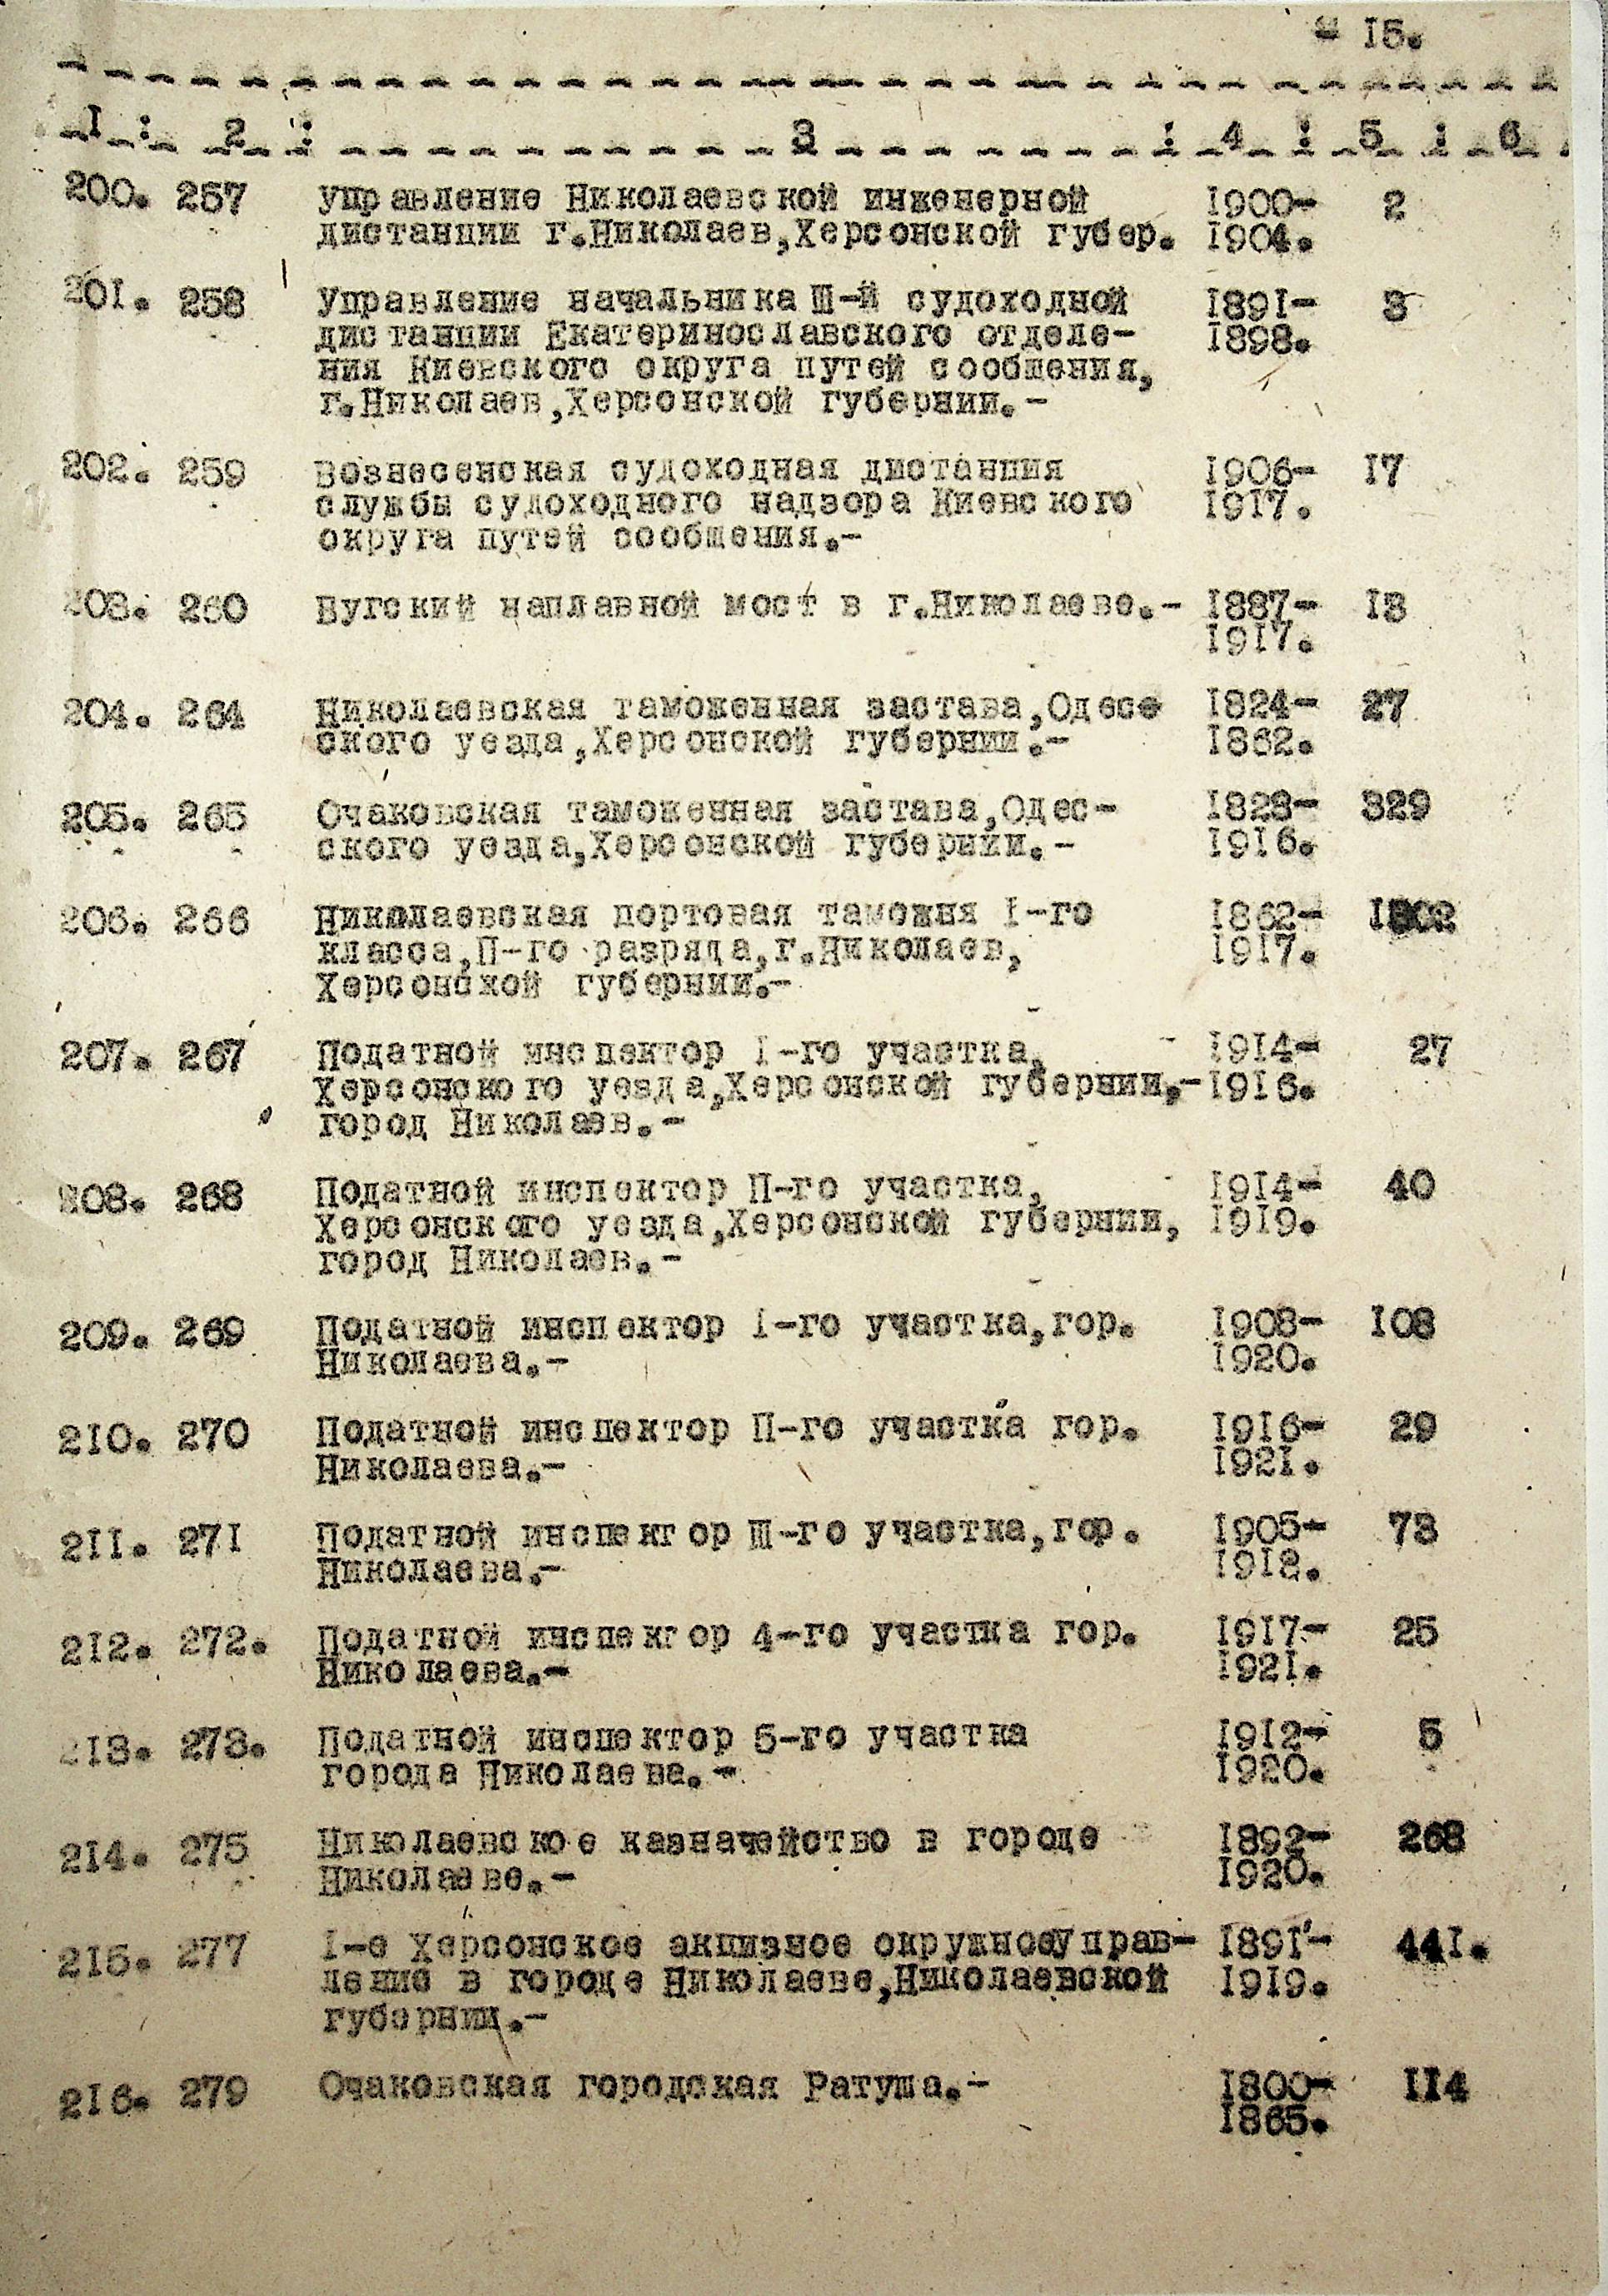 - 15.
1 : 2 : 3 : 4 : 5 : 6 :
200. 257 управление Николаевской инженерной 1900- 2
дистанции г.Николаев,Херсонской губер. 1904.
201. 258 Управление начальника Ш-й судоходной 1891- 3
дистанции Екатеринославского отделе- 1898.
ния Киевского округа путей сообщения,
г.Николаев,Херсонской губернии.-
202. 259 Вознесенская судоходная дистанция 1906- 17
службы судоходного надзора Киевского 1917.
округа путей сообщения.-
203. 260 Бугский наплавной мост в г.Николаеве.- 1887- 13
1917.
204. 264 Николаевская таможенная застава,Одес- 1824- 27
ского уезда,Херсонской губернии.- 1862.
205. 265 Очаковская таможенная застава,Одес- 1828- 329
ского уезда,Херсонской губернии.- 1916.
206. 266 Николаевская портовая таможня I-го 1862-
класса,П-го разряда,г.Николаев, 1917.
Херсонской губернии.-
207. 267 Податной инспектор I-го участка, 1914- 27
Херсонского уезда,Херсонской губернии,- 1916.
город Николаев.-
208. 268 Податной инспектор П-го участка, 1914- 40
Херсонского уезда,Херсонской губернии, 1919.
город Николаев.-
209. 269 Податной инспектор I-го участка,гор. 1908- 108
Николаева.- 1920.
210. 270 Податной инспектор П-го участка гор. 1916- 29
Николаева.- 1921.
211. 271 Податной инспектор Ш-го участка,гор. 1905- 73
Николаева.- 1918.
212. 272. Податной инспектор 4-го участка гор. 1917- 25
Николаева.- 1921.
213. 273. Податной инспектор 5-го участка 1912- 5
города Николаева.- 1920.
214. 275 Николаевское казначейство в городе 1892- 268
Николаеве.- 1920.
215. 277 I-е Херсонское акцизное окружноеуправ- 1891- 441.
ление в городе Николаеве,Николаевской 1919.
губернии.-
216. 279 Очаковская городская Ратуша.- 1800- 114
1865.